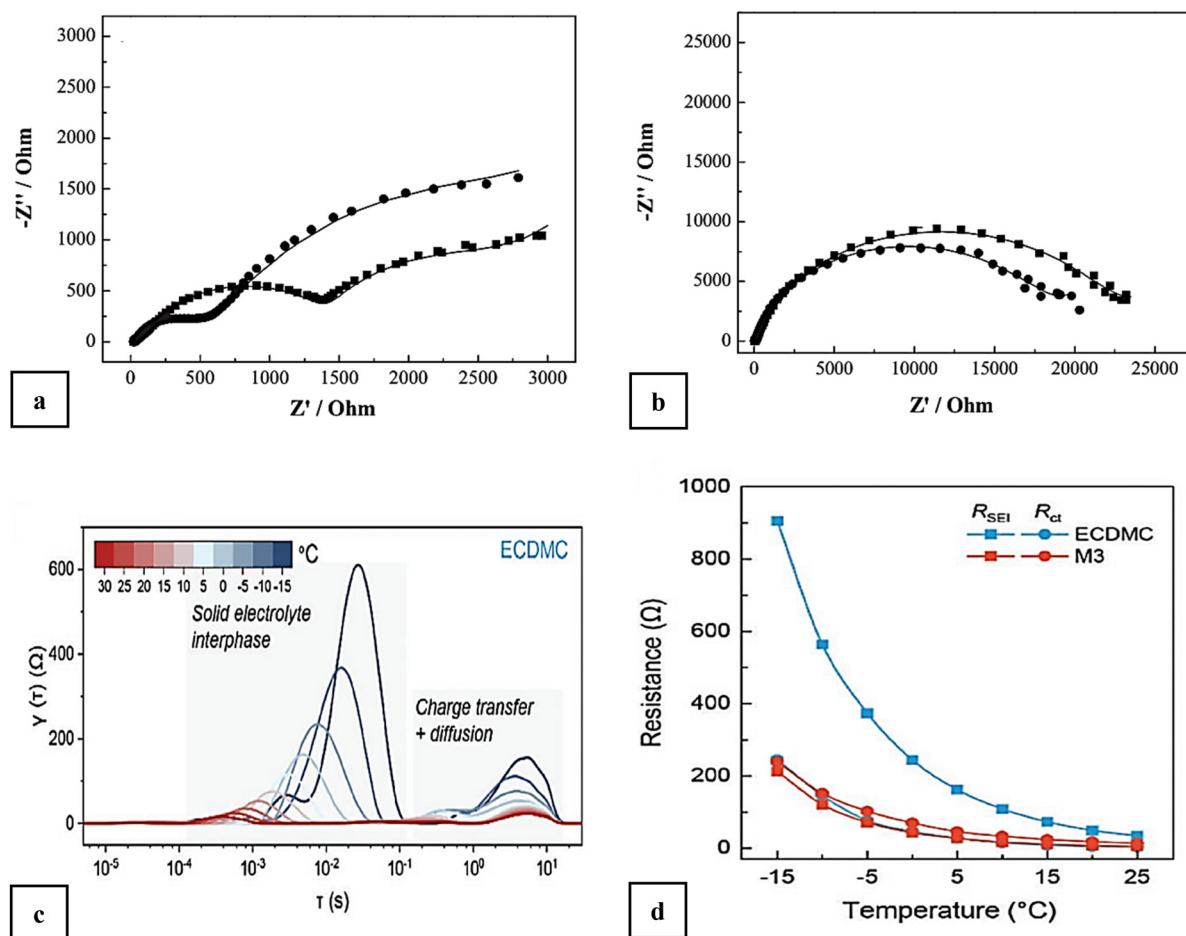 3000
2500
2000
1500
1000
500
0
-Z'' / Ohm
0 500 1000 1500 2000 2500 3000
Z' / Ohm
a
25000
20000
15000
10000
5000
0
-Z'' / Ohm
0 5000 10000 15000 20000 25000
Z' / Ohm
b
600
400
200
0
γ (τ) (Ω)
°C
30 25 20 15 10 5 0 -5 -10 -15
ECDMC
Solid electrolyte
interphase
Charge transfer
+ diffusion
10⁻⁵ 10⁻⁴ 10⁻³ 10⁻² 10⁻¹ 10⁰ 10¹
τ (s)
c
1000
800
600
400
200
0
Resistance (Ω)
R_SEI R_ct
ECDMC
M3
-15 -5 5 15 25
Temperature (°C)
d